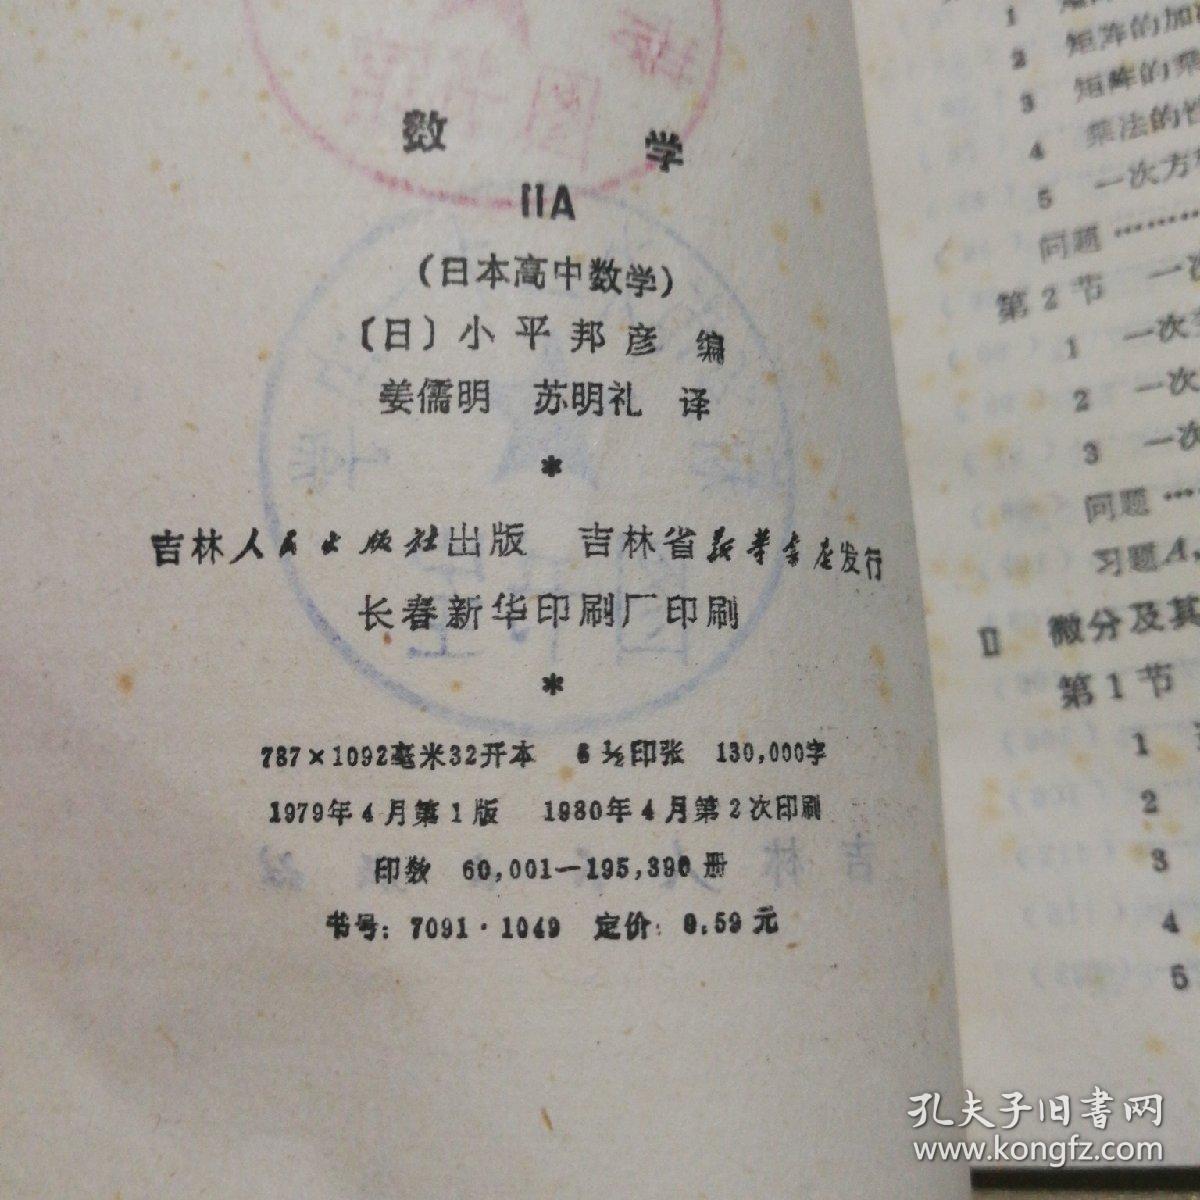 数 学
IIA
(日本高中数学)
〔日〕小平邦彦 编
姜儒明 苏明礼 译
*
吉林人民出版社出版 吉林省新华书店发行
长春新华印刷厂印刷
*
787×1092毫米32开本 6½印张 130,000字
1979年4月第1版 1980年4月第2次印刷
印数 60,001—195,390册
书号: 7091·1049 定价: 0.59元
1
2 矩阵的加
3 矩阵的乘
4 乘法的性
5 一次方
问题………
第2节 一次
1 一次
2 一次
3 一次
问题…
习题A
II 微分及其
第1节
1
2
3
4
5
孔夫子旧书网
www.kongfz.com